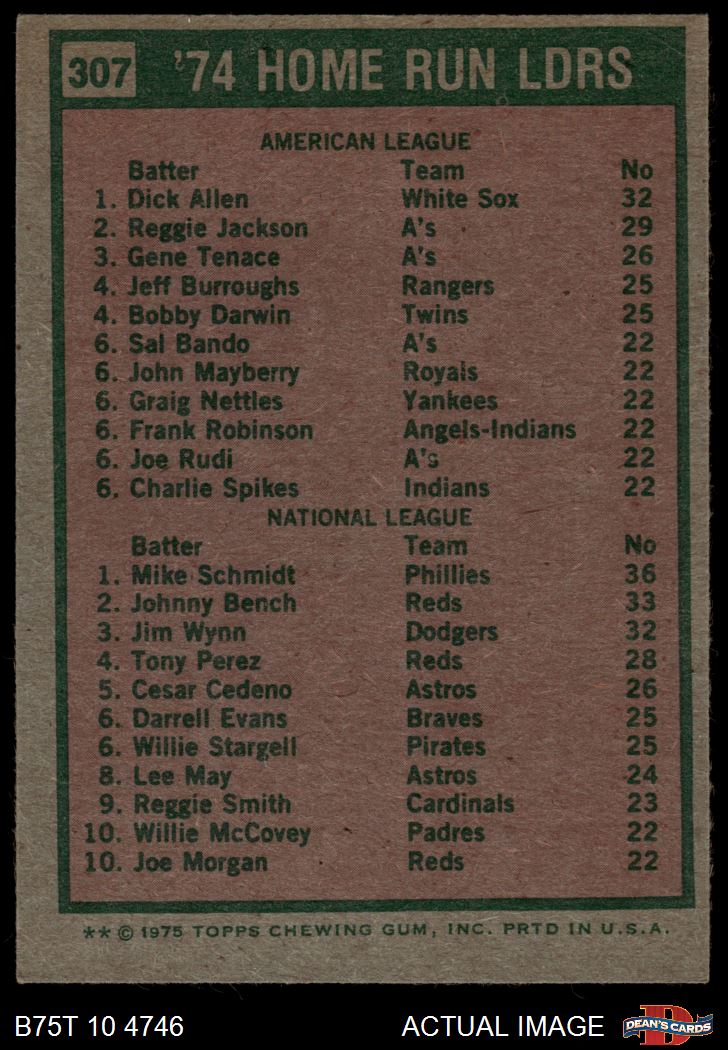 307 '74 HOME RUN LDRS
AMERICAN LEAGUE
Batter Team No
1. Dick Allen White Sox 32
2. Reggie Jackson A's 29
3. Gene Tenace A's 26
4. Jeff Burroughs Rangers 25
4. Bobby Darwin Twins 25
6. Sal Bando A's 22
6. John Mayberry Royals 22
6. Graig Nettles Yankees 22
6. Frank Robinson Angels-Indians 22
6. Joe Rudi A's 22
6. Charlie Spikes Indians 22
NATIONAL LEAGUE
Batter Team No
1. Mike Schmidt Phillies 36
2. Johnny Bench Reds 33
3. Jim Wynn Dodgers 32
4. Tony Perez Reds 28
5. Cesar Cedeno Astros 26
6. Darrell Evans Braves 25
6. Willie Stargell Pirates 25
8. Lee May Astros 24
9. Reggie Smith Cardinals 23
10. Willie McCovey Padres 22
10. Joe Morgan Reds 22
** © 1975 TOPPS CHEWING GUM, INC. PRTD IN U.S.A.
B75T 10 4746 ACTUAL IMAGE D DEAN'S CARDS